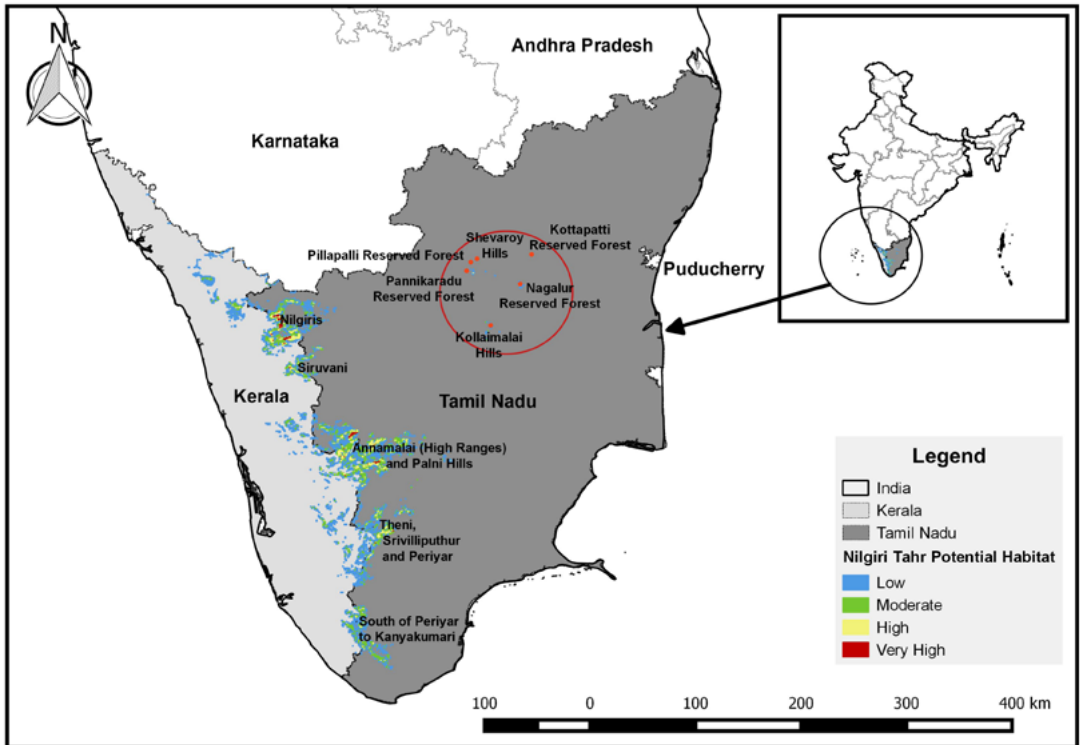 N
Andhra Pradesh
Karnataka
Shevaroy
Hills
Kottapatti
Reserved Forest
Pillapalli Reserved Forest
Pannikaradu
Reserved Forest
Nagalur
Reserved Forest
Puducherry
Kollaimalai
Hills
Nilgiris
Siruvani
Kerala
Tamil Nadu
Annamalai (High Ranges)
and Palni Hills
Theni,
Srivilliputhur
and Periyar
South of Periyar
to Kanyakumari
Legend
India
Kerala
Tamil Nadu
Nilgiri Tahr Potential Habitat
Low
Moderate
High
Very High
100 0 100 200 300 400 km